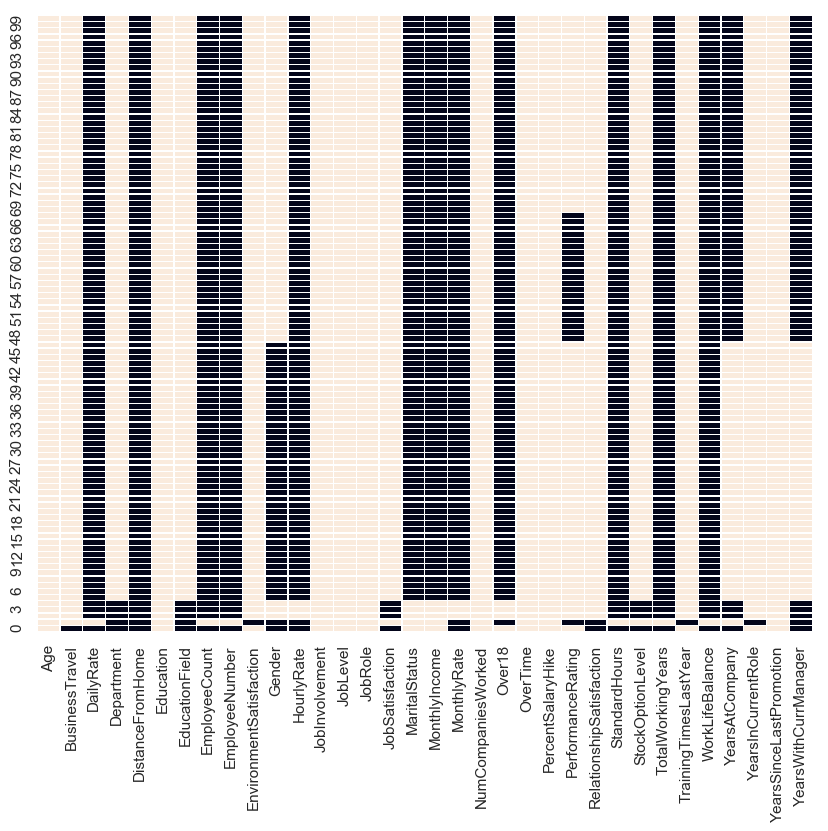 99
96
93
90
87
84
81
78
75
72
69
66
63
60
57
54
51
48
45
42
39
36
33
30
27
24
21
18
15
12
9
6
3
0
Age
BusinessTravel
DailyRate
Department
DistanceFromHome
Education
EducationField
EmployeeCount
EmployeeNumber
EnvironmentSatisfaction
Gender
HourlyRate
JobInvolvement
JobLevel
JobRole
JobSatisfaction
MaritalStatus
MonthlyIncome
MonthlyRate
NumCompaniesWorked
Over18
OverTime
PercentSalaryHike
PerformanceRating
RelationshipSatisfaction
StandardHours
StockOptionLevel
TotalWorkingYears
TrainingTimesLastYear
WorkLifeBalance
YearsAtCompany
YearsInCurrentRole
YearsSinceLastPromotion
YearsWithCurrManager